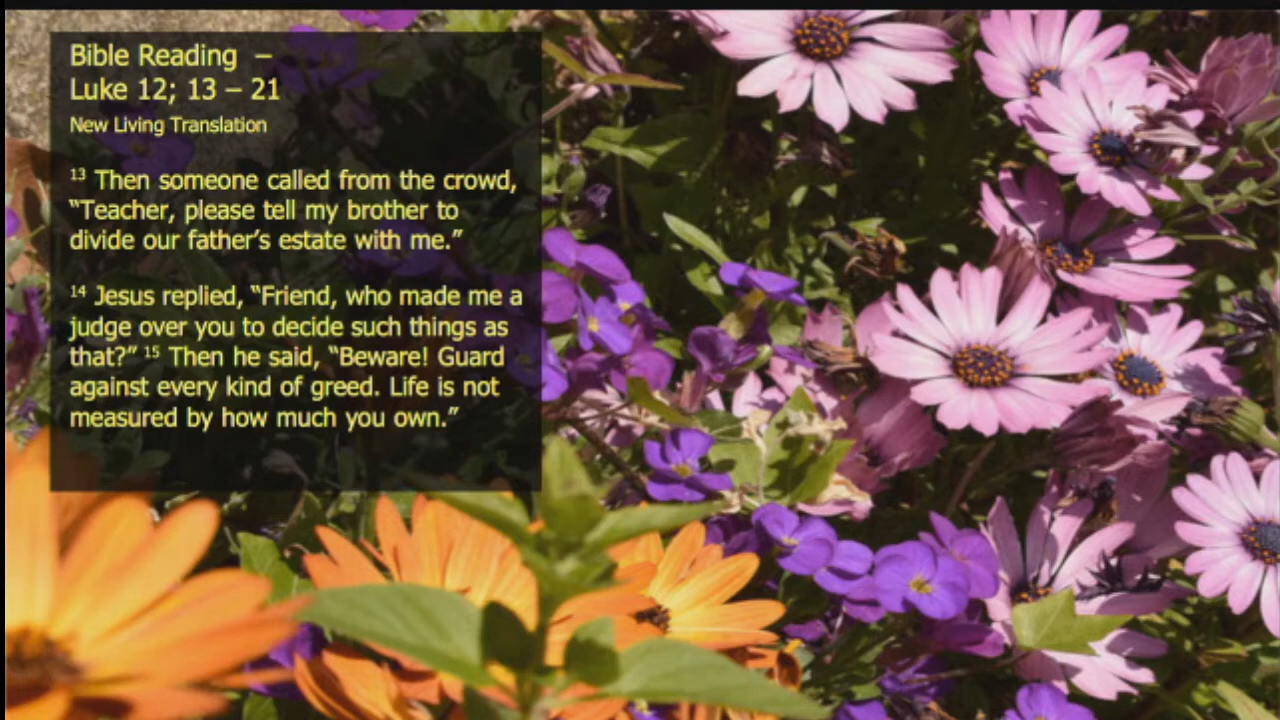 Bible Reading –
Luke 12; 13 – 21
New Living Translation
13 Then someone called from the crowd,
“Teacher, please tell my brother to
divide our father’s estate with me.”
14 Jesus replied, “Friend, who made me a
judge over you to decide such things as
that?” 15 Then he said, “Beware! Guard
against every kind of greed. Life is not
measured by how much you own.”